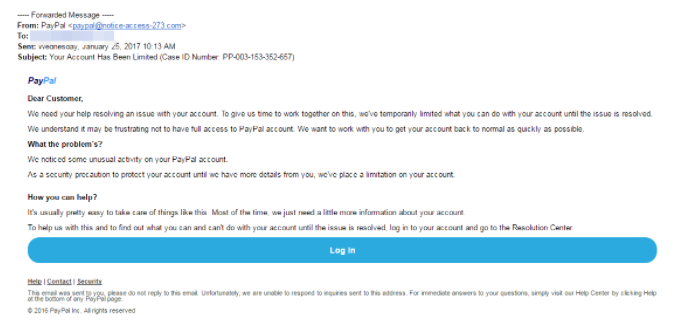 ----- Forwarded Message -----
From: PayPal <paypal@notice-access-273.com>
To:
Sent: Wednesday, January 25, 2017 10:13 AM
Subject: Your Account Has Been Limited (Case ID Number: PP-003-153-352-657)
PayPal
Dear Customer,
We need your help resolving an issue with your account. To give us time to work together on this, we've temporarily limited what you can do with your account until the issue is resolved.
We understand it may be frustrating not to have full access to PayPal account. We want to work with you to get your account back to normal as quickly as possible.
What the problem's?
We noticed some unusual activity on your PayPal account.
As a security precaution to protect your account until we have more details from you, we've place a limitation on your account.
How you can help?
It's usually pretty easy to take care of things like this. Most of the time, we just need a little more information about your account.
To help us with this and to find out what you can and can't do with your account until the issue is resolved, log in to your account and go to the Resolution Center.
Log In
Help | Contact | Security
This email was sent to you, please do not reply to this email. Unfortunately, we are unable to respond to inquiries sent to this address. For immediate answers to your questions, simply visit our Help Center by clicking Help
at the bottom of any PayPal page.
© 2016 PayPal Inc. All rights reserved